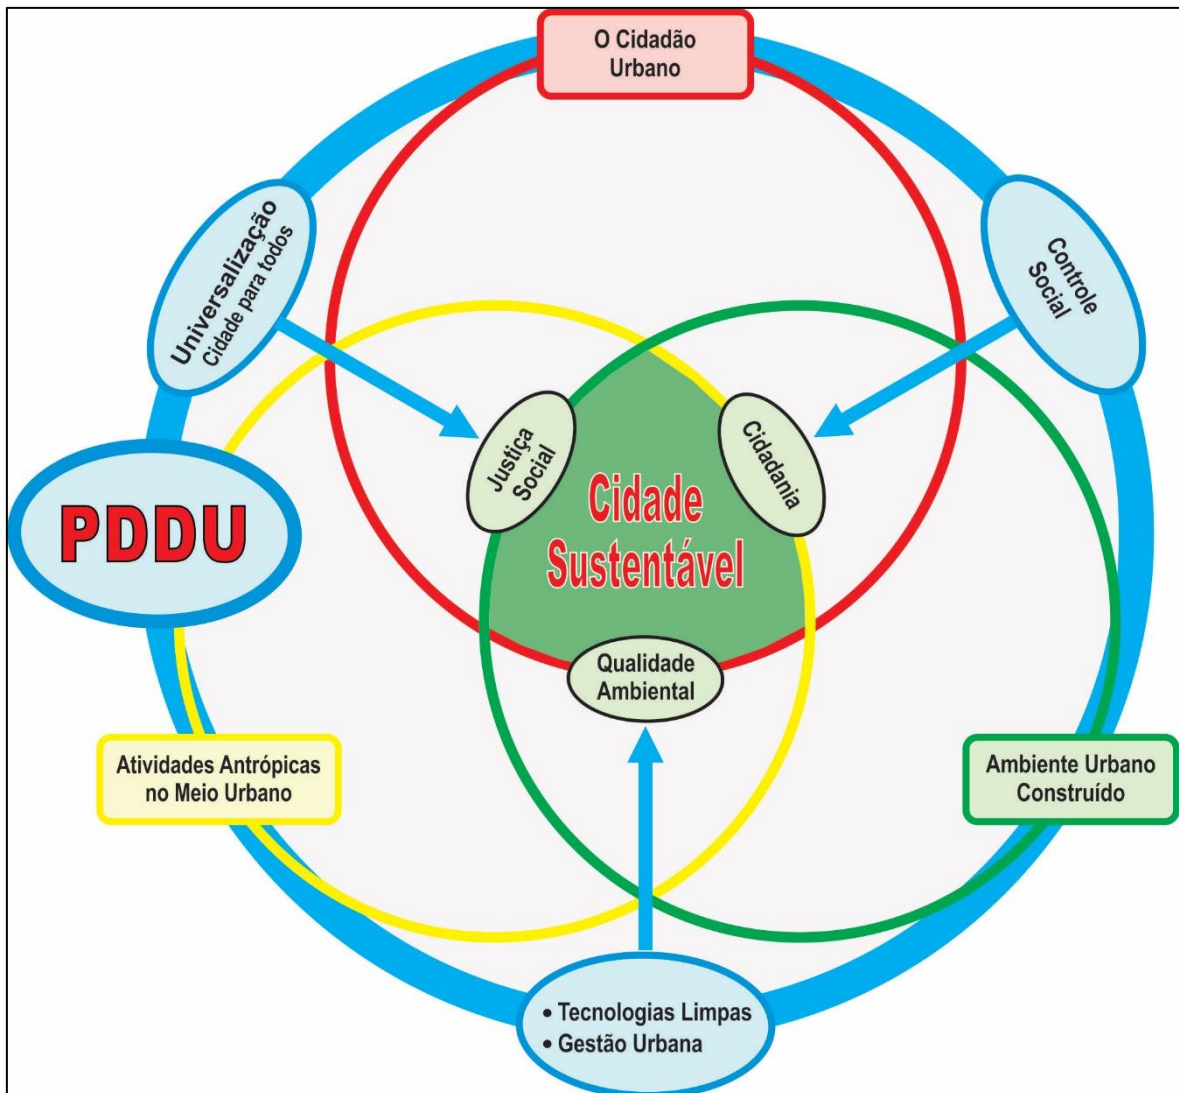 O Cidadão
Urbano
Universalização
Cidade para todos
Controle
Social
Justiça
Social
Cidadania
PDDU
Cidade
Sustentável
Qualidade
Ambiental
Atividades Antrópicas
no Meio Urbano
Ambiente Urbano
Construído
• Tecnologias Limpas
• Gestão Urbana